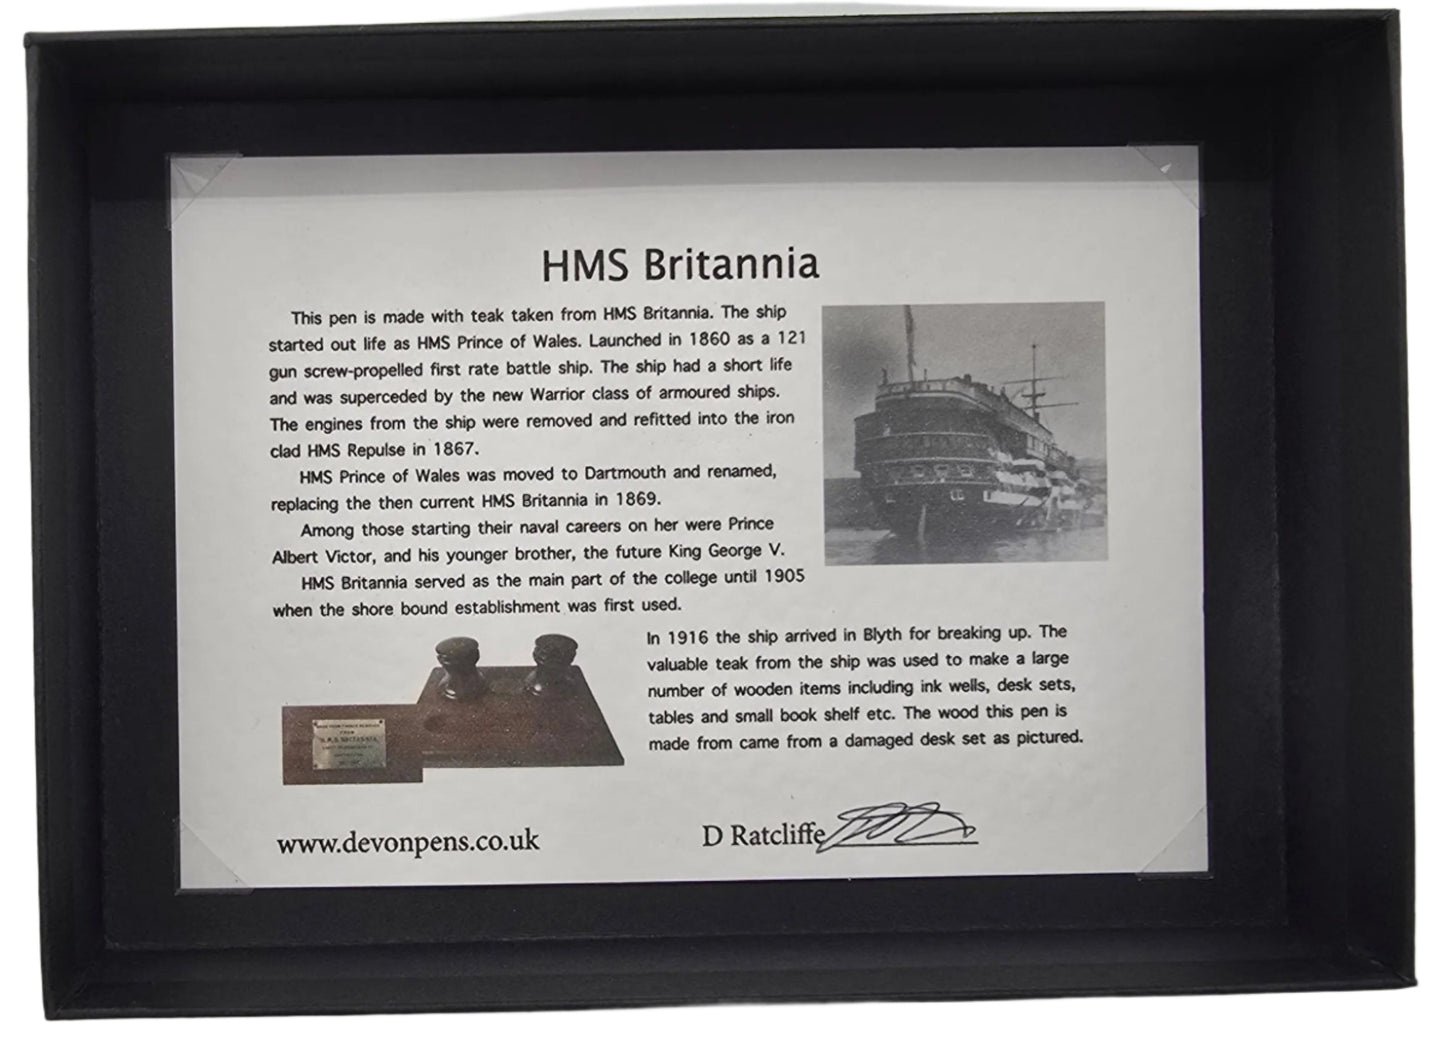 HMS Britannia
This pen is made with teak taken from HMS Britannia. The ship
started out life as HMS Prince of Wales. Launched in 1860 as a 121
gun screw-propelled first rate battle ship. The ship had a short life
and was superceded by the new Warrior class of armoured ships.
The engines from the ship were removed and refitted into the iron
clad HMS Repulse in 1867.
HMS Prince of Wales was moved to Dartmouth and renamed,
replacing the then current HMS Britannia in 1869.
Among those starting their naval careers on her were Prince
Albert Victor, and his younger brother, the future King George V.
HMS Britannia served as the main part of the college until 1905
when the shore bound establishment was first used.
In 1916 the ship arrived in Blyth for breaking up. The
valuable teak from the ship was used to make a large
number of wooden items including ink wells, desk sets,
tables and small book shelf etc. The wood this pen is
made from came from a damaged desk set as pictured.
FROM
H.M.S. BRITANNIA
www.devonpens.co.uk
D Ratcliffe